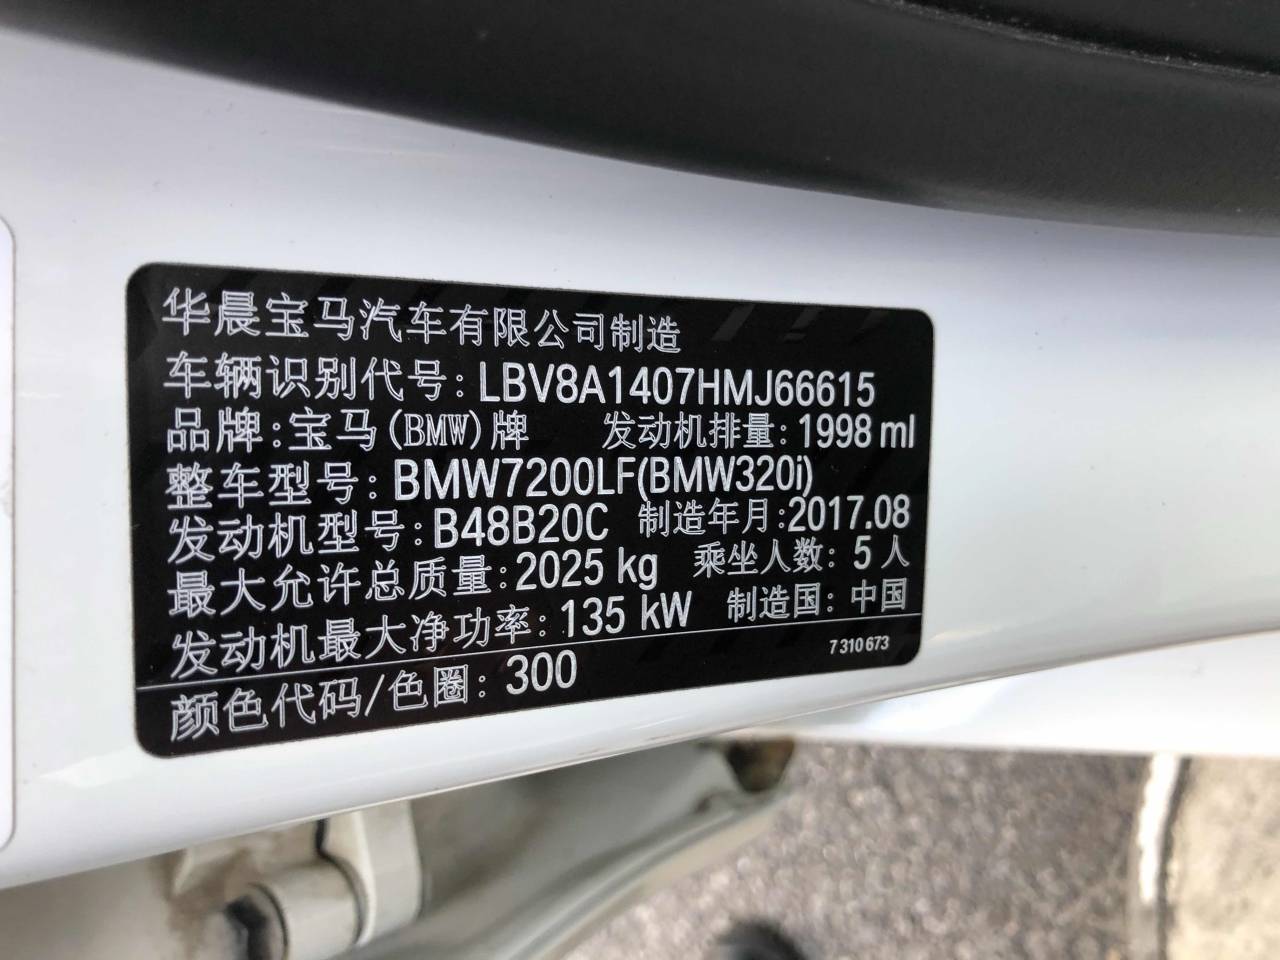 华晨宝马汽车有限公司制造
车辆识别代号: LBV8A1407HMJ66615
品牌: 宝马(BMW)牌 发动机排量: 1998 ml
整车型号: BMW7200LF(BMW320i)
发动机型号: B48B20C 制造年月: 2017.08
最大允许总质量: 2025 kg 乘坐人数: 5 人
发动机最大净功率: 135 kW 制造国: 中国
颜色代码/色圈: 300 7 310 673